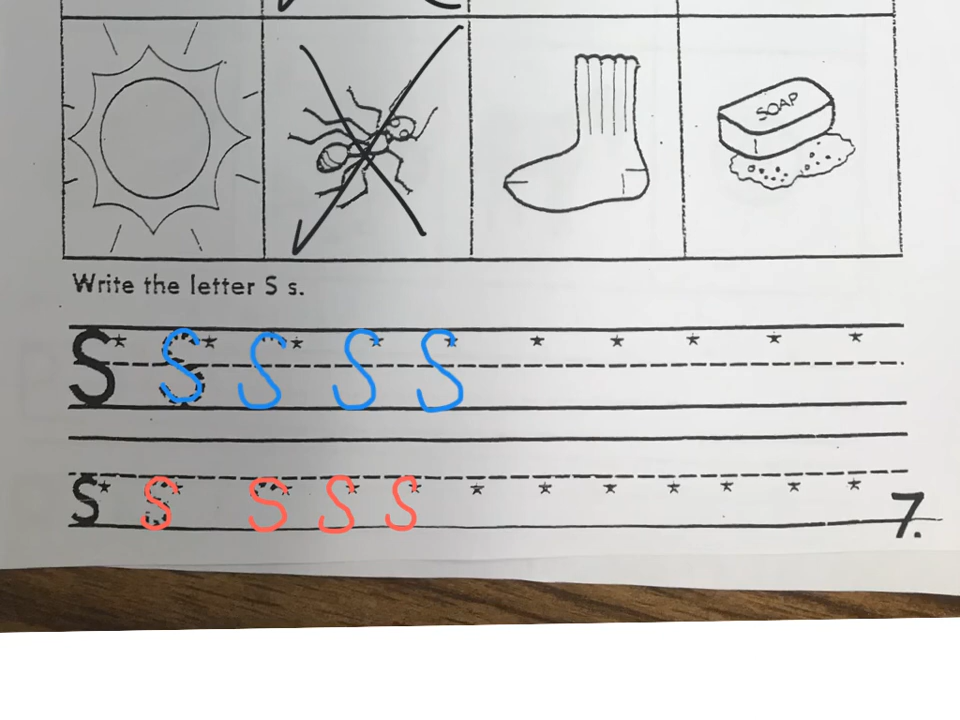 SOAP
Write the letter S s.
S S S S S
s s s s s
7.